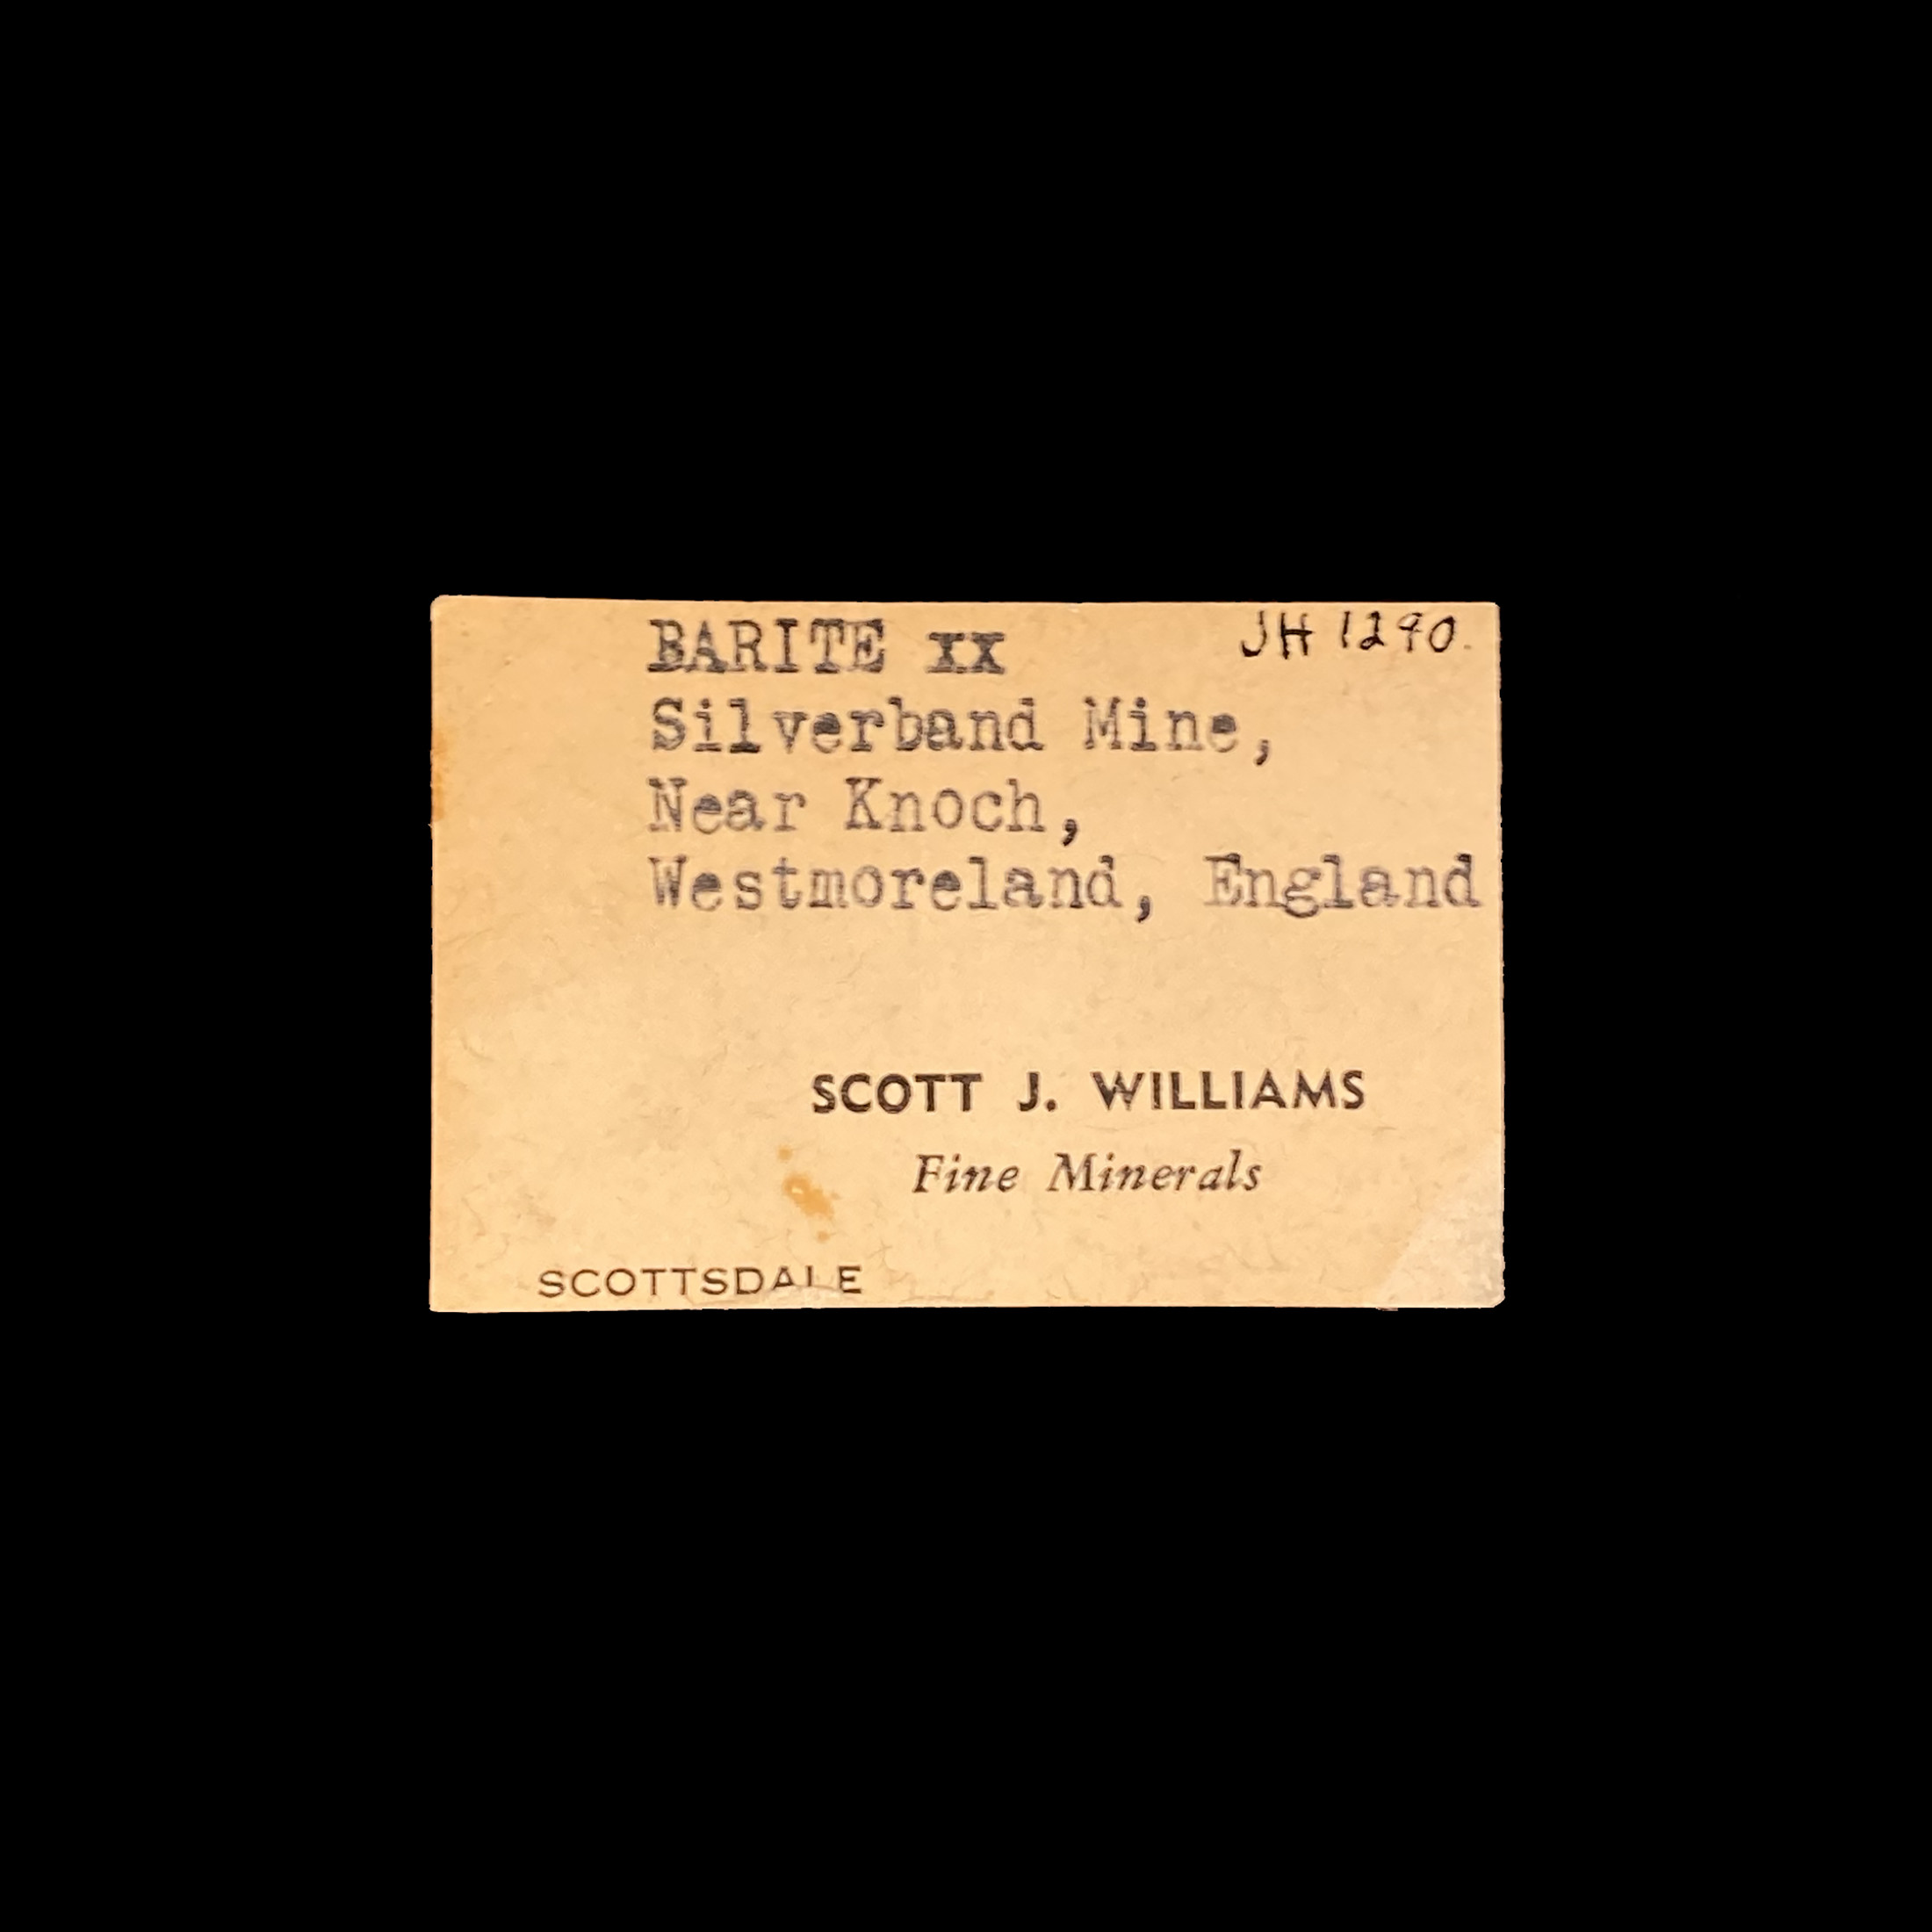 BARITE xx
JH 1290.
Silverband Mine,
Near Knoch,
Westmoreland, England
SCOTT J. WILLIAMS
Fine Minerals
SCOTTSDALE